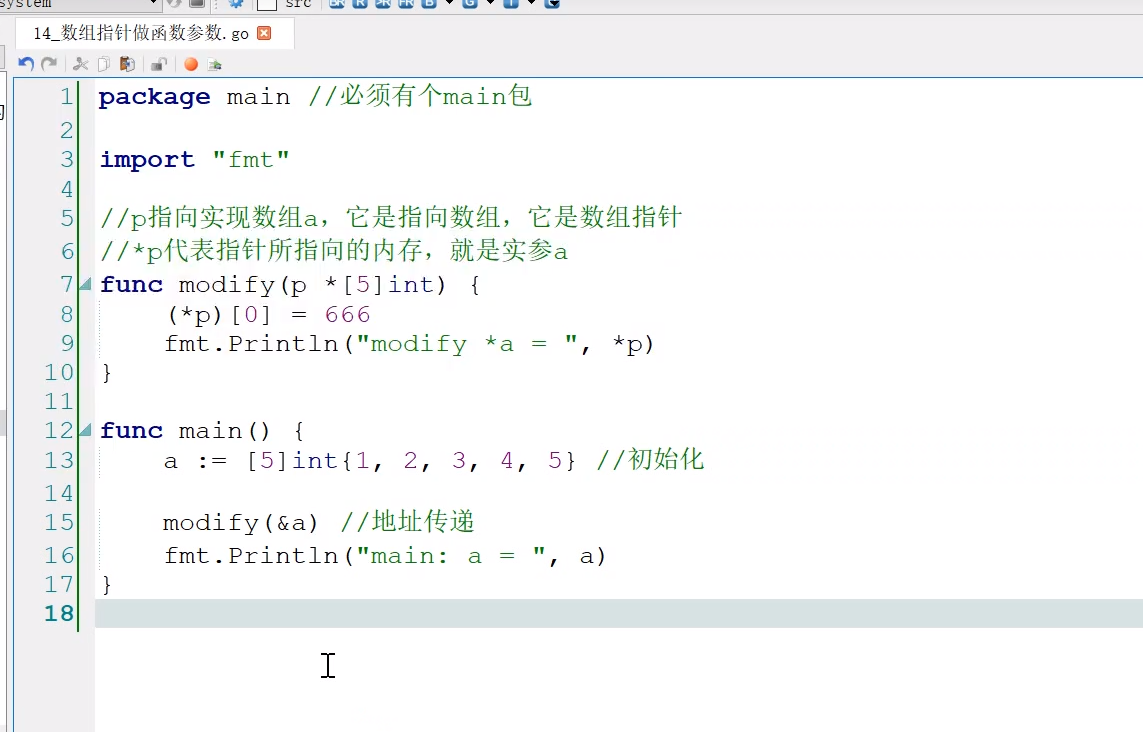 system
src
14_数组指针做函数参数.go
1 package main //必须有个main包
2
3 import "fmt"
4
5 //p指向实现数组a，它是指向数组，它是数组指针
6 //*p代表指针所指向的内存，就是实参a
7 func modify(p *[5]int) {
8 (*p)[0] = 666
9 fmt.Println("modify *a = ", *p)
10 }
11
12 func main() {
13 a := [5]int{1, 2, 3, 4, 5} //初始化
14
15 modify(&a) //地址传递
16 fmt.Println("main: a = ", a)
17 }
18